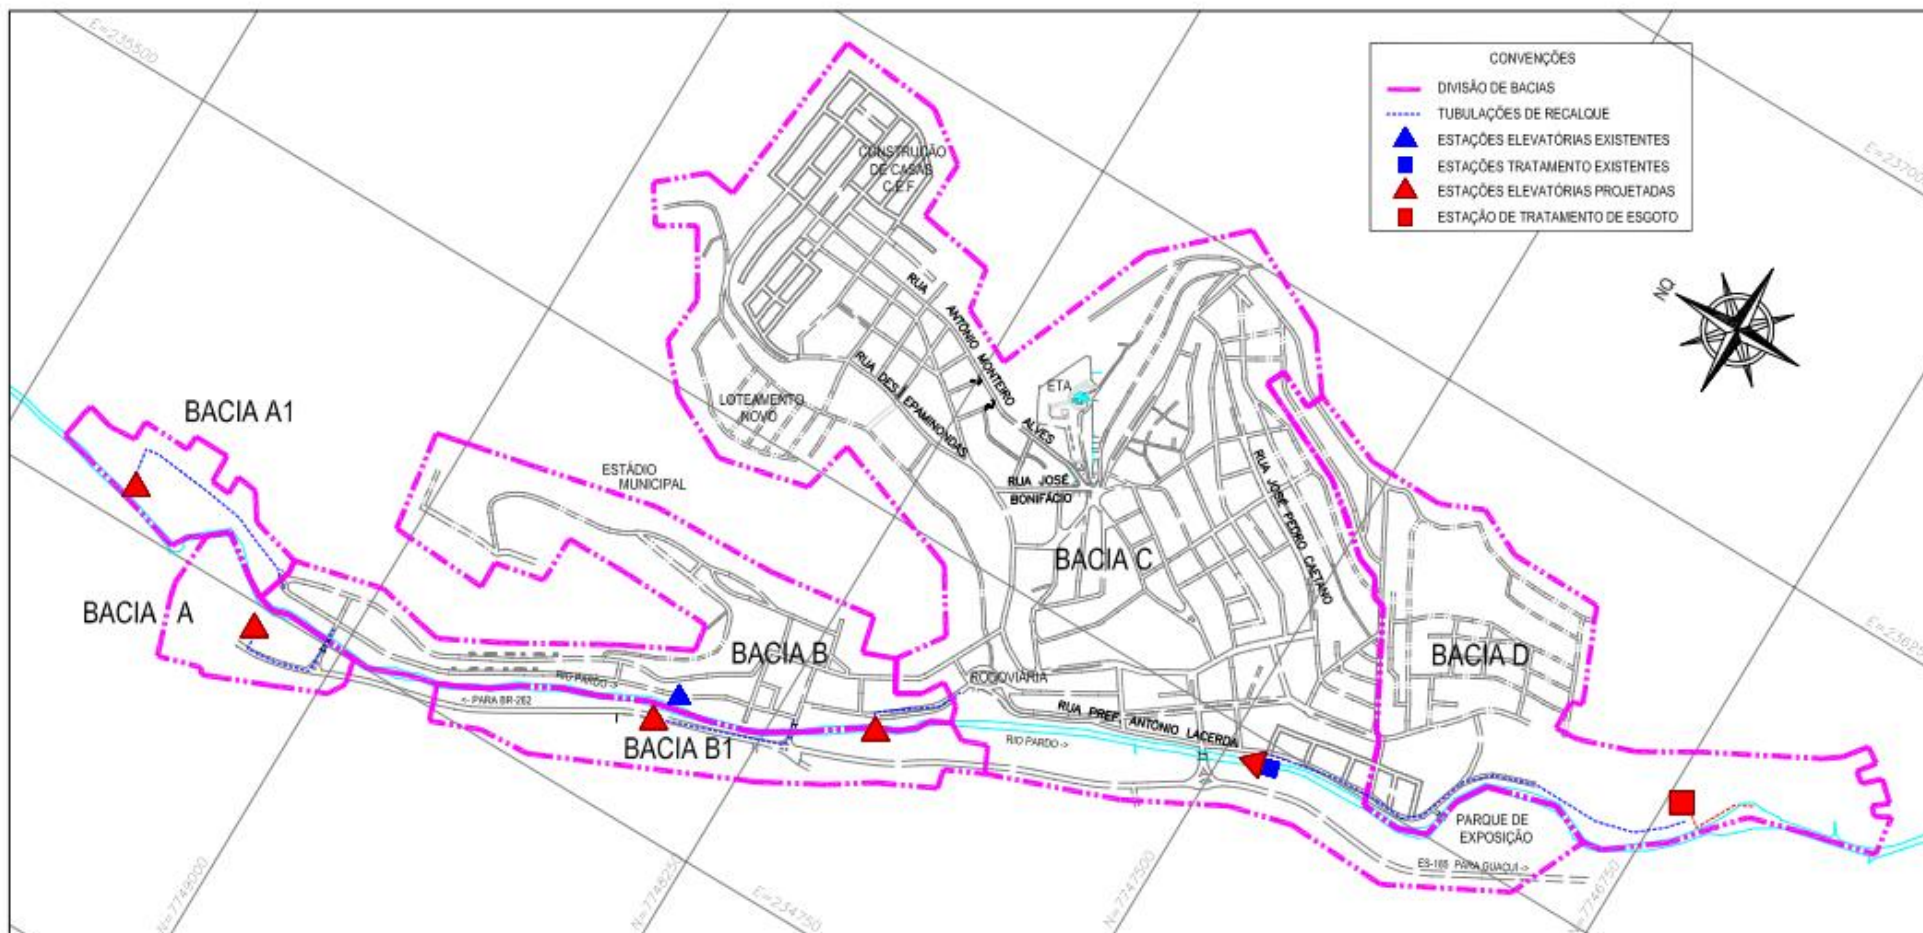 E=235500
CONVENÇÕES
DIVISÃO DE BACIAS
TUBULAÇÕES DE RECALQUE
ESTAÇÕES ELEVATÓRIAS EXISTENTES
ESTAÇÕES TRATAMENTO EXISTENTES
ESTAÇÕES ELEVATÓRIAS PROJETADAS
ESTAÇÃO DE TRATAMENTO DE ESGOTO
CONSTRUÇÃO
DE CASAS
C.E.F.
NQ
RUA ANTÔNIO MONTEIRO ALVES
RUA DES. EPAMINONDAS
ETA
LOTEAMENTO
NOVO
BACIA A1
ESTÁDIO
MUNICIPAL
RUA JOSÉ
BONIFÁCIO
RUA JOSÉ PEDRO CAETANO
BACIA C
BACIA A
BACIA B
BACIA D
RODOVIÁRIA
RIO PARDO ->
<- PARA BR-262
RUA PREF. ANTÔNIO LACERDA
RIO PARDO ->
BACIA B1
PARQUE DE
EXPOSIÇÃO
ES-185 PARA GUAÇUÍ ->
N=7749000
N=7748250
E=234750
N=7747500
N=7746750